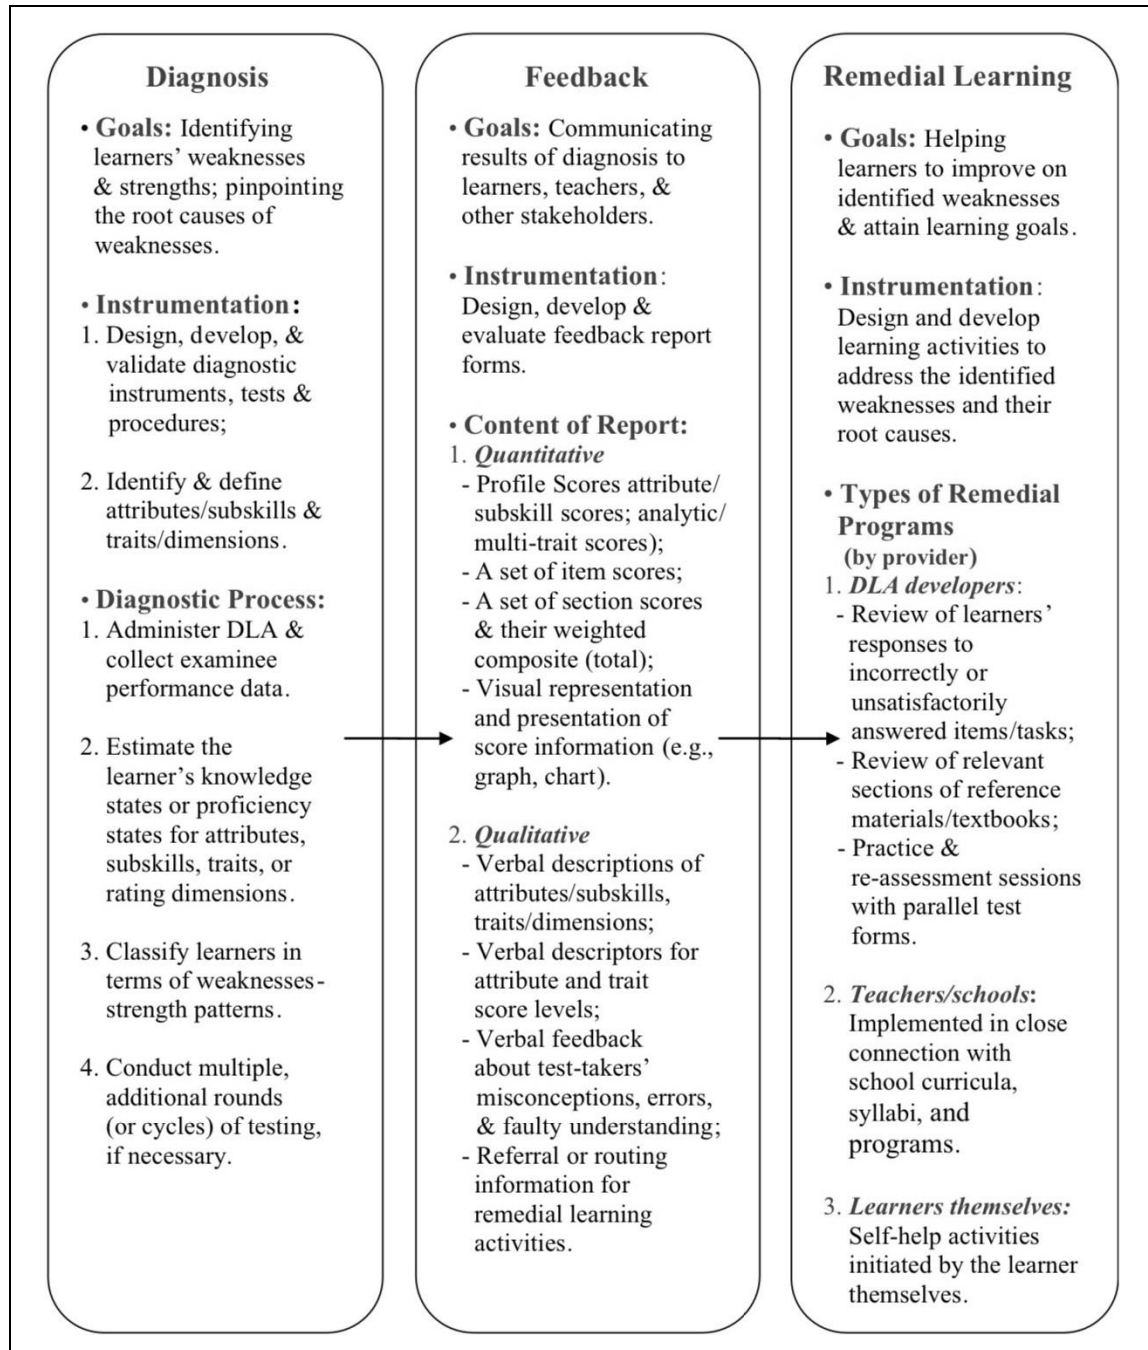 Diagnosis
• Goals: Identifying
learners’ weaknesses
& strengths; pinpointing
the root causes of
weaknesses.
• Instrumentation:
1. Design, develop, &
validate diagnostic
instruments, tests &
procedures;
2. Identify & define
attributes/subskills &
traits/dimensions.
• Diagnostic Process:
1. Administer DLA &
collect examinee
performance data.
2. Estimate the
learner’s knowledge
states or proficiency
states for attributes,
subskills, traits, or
rating dimensions.
3. Classify learners in
terms of weaknesses-
strength patterns.
4. Conduct multiple,
additional rounds
(or cycles) of testing,
if necessary.
Feedback
• Goals: Communicating
results of diagnosis to
learners, teachers, &
other stakeholders.
• Instrumentation:
Design, develop &
evaluate feedback report
forms.
• Content of Report:
1. Quantitative
- Profile Scores attribute/
subskill scores; analytic/
multi-trait scores);
- A set of item scores;
- A set of section scores
& their weighted
composite (total);
- Visual representation
and presentation of
score information (e.g.,
graph, chart).
2. Qualitative
- Verbal descriptions of
attributes/subskills,
traits/dimensions;
- Verbal descriptors for
attribute and trait
score levels;
- Verbal feedback
about test-takers’
misconceptions, errors,
& faulty understanding;
- Referral or routing
information for
remedial learning
activities.
Remedial Learning
• Goals: Helping
learners to improve on
identified weaknesses
& attain learning goals.
• Instrumentation:
Design and develop
learning activities to
address the identified
weaknesses and their
root causes.
• Types of Remedial
Programs
(by provider)
1. DLA developers:
- Review of learners’
responses to
incorrectly or
unsatisfactorily
answered items/tasks;
- Review of relevant
sections of reference
materials/textbooks;
- Practice &
re-assessment sessions
with parallel test
forms.
2. Teachers/schools:
Implemented in close
connection with
school curricula,
syllabi, and
programs.
3. Learners themselves:
Self-help activities
initiated by the learner
themselves.